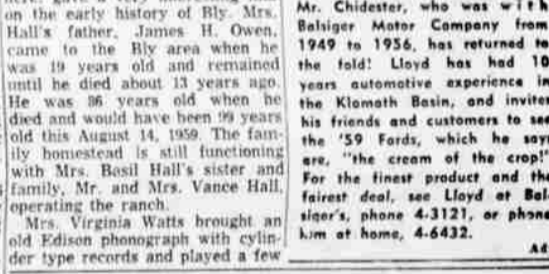 on the early history of Bly. Mrs.
Hall's father, James H. Owen,
came to the Bly area when he
was 19 years old and remained
until he died about 13 years ago.
He was 86 years old when he
died and would have been 99 years
old this August 14, 1959. The fam-
ily homestead is still functioning
with Mrs. Basil Hall's sister and
family, Mr. and Mrs. Vance Hall,
operating the ranch.
Mrs. Virginia Watts brought an
old Edison phonograph with cylin-
der type records and played a few
Mr. Chidester, who was with
Balsiger Motor Company from
1949 to 1956, has returned to
the fold! Lloyd has had 10
years automotive experience in
the Klamath Basin, and invites
his friends and customers to see
the '59 Fords, which he says
are, "the cream of the crop!"
For the finest product and the
fairest deal, see Lloyd at Bal-
siger's, phone 4-3121, or phone
him at home, 4-6432.
Ad